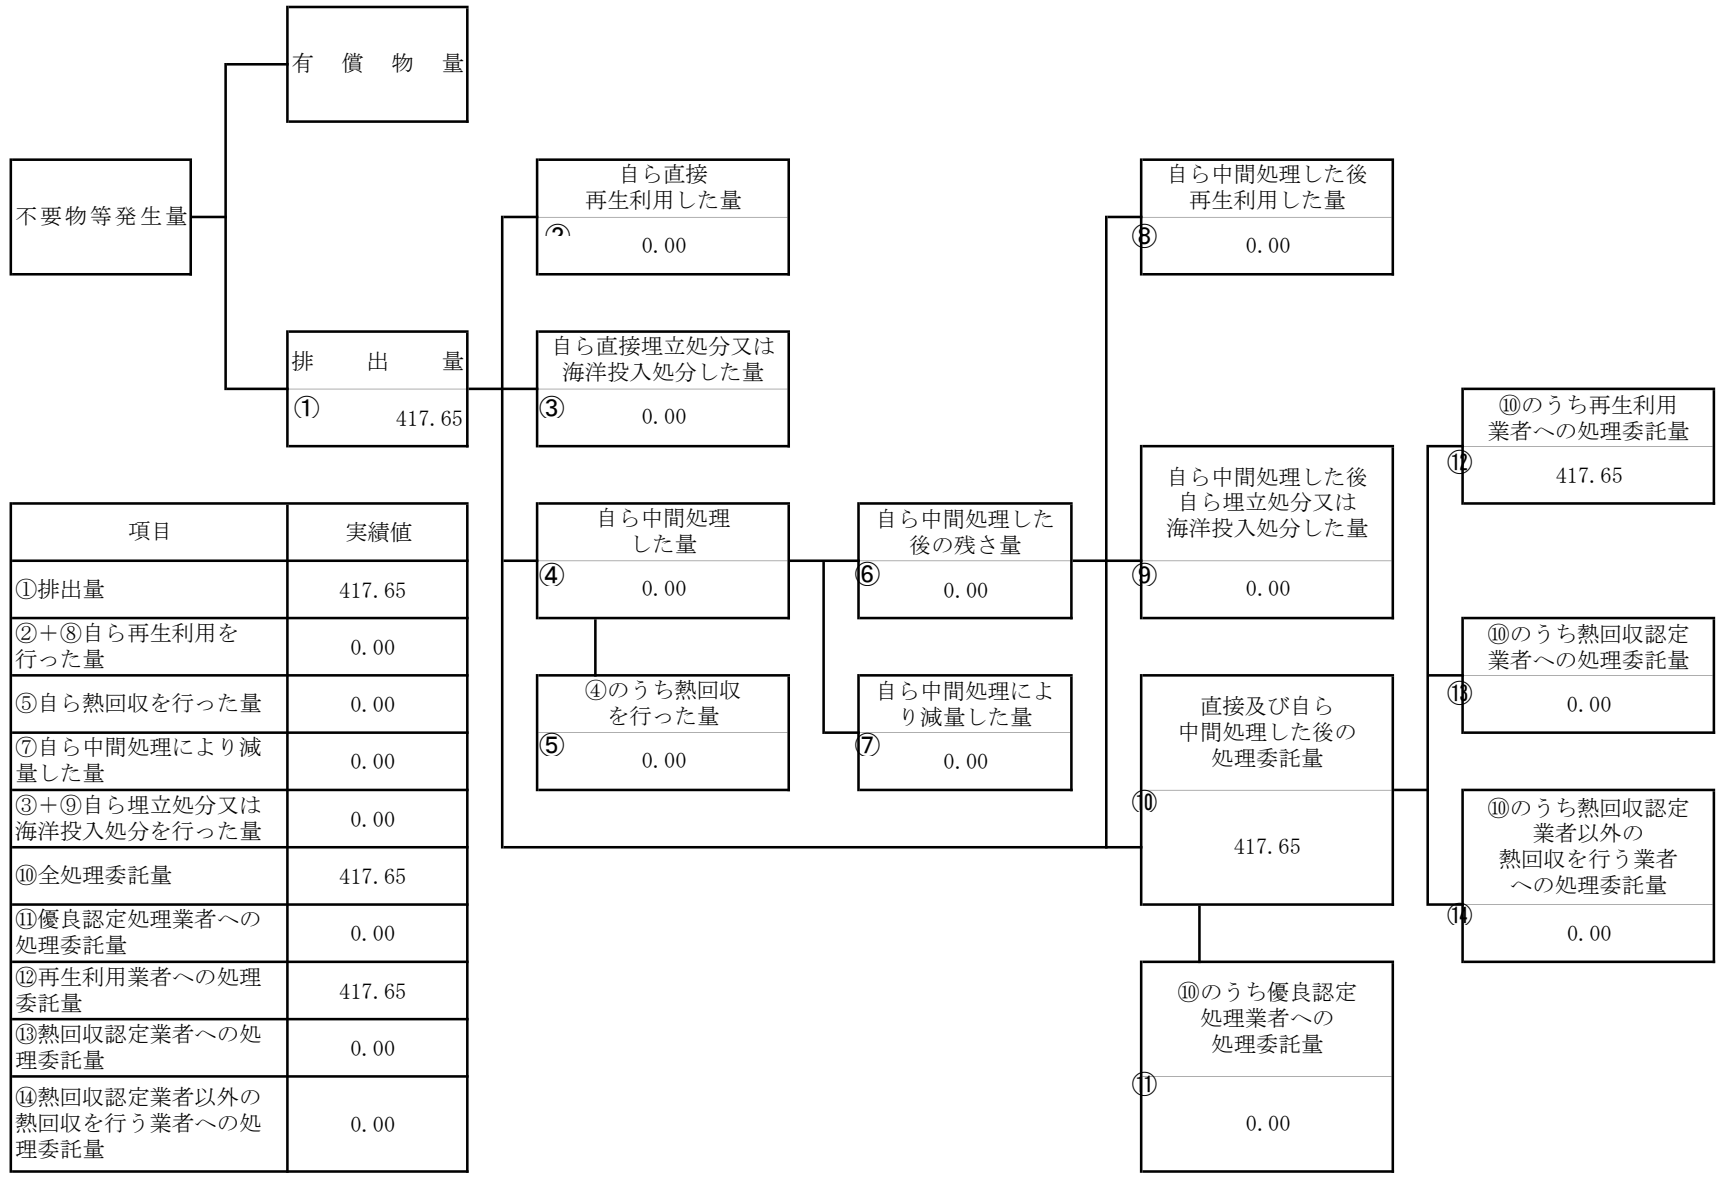 有償物量
不要物等発生量
排出量
①
417.65
自ら直接
再生利用した量
②
0.00
自ら直接埋立処分又は
海洋投入処分した量
③
0.00
自ら中間処理
した量
④
0.00
④のうち熱回収
を行った量
⑤
0.00
自ら中間処理した
後の残さ量
⑥
0.00
自ら中間処理によ
り減量した量
⑦
0.00
自ら中間処理した後
再生利用した量
⑧
0.00
自ら中間処理した後
自ら埋立処分又は
海洋投入処分した量
⑨
0.00
直接及び自ら
中間処理した後の
処理委託量
⑩
417.65
⑩のうち優良認定
処理業者への
処理委託量
⑪
0.00
⑩のうち再生利用
業者への処理委託量
⑫
417.65
⑩のうち熱回収認定
業者への処理委託量
⑬
0.00
⑩のうち熱回収認定
業者以外の
熱回収を行う業者
への処理委託量
⑭
0.00
項目 実績値
①排出量 417.65
②＋⑧自ら再生利用を
行った量 0.00
⑤自ら熱回収を行った量 0.00
⑦自ら中間処理により減
量した量 0.00
③＋⑨自ら埋立処分又は
海洋投入処分を行った量 0.00
⑩全処理委託量 417.65
⑪優良認定処理業者への
処理委託量 0.00
⑫再生利用業者への処理
委託量 417.65
⑬熱回収認定業者への処
理委託量 0.00
⑭熱回収認定業者以外の
熱回収を行う業者への処
理委託量 0.00